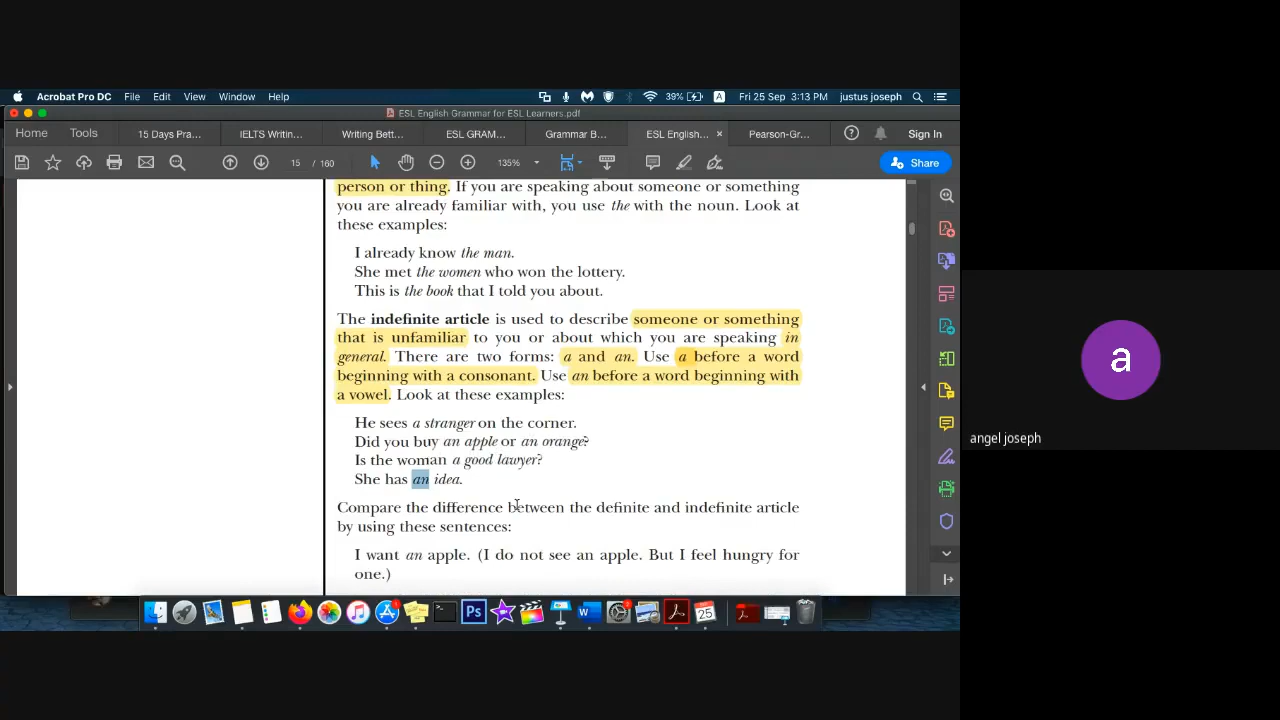 Acrobat Pro DC File Edit View Window Help 39% A Fri 25 Sep 3:13 PM justus joseph
ESL English Grammar for ESL Learners.pdf
Home Tools 15 Days Pra... IELTS Writin... Writing Bett... ESL GRAM... Grammar B... ESL English... × Pearson-Gr... Sign In
15 / 160 135% Share
person or thing. If you are speaking about someone or something
you are already familiar with, you use the with the noun. Look at
these examples:
I already know the man.
She met the women who won the lottery.
This is the book that I told you about.
The indefinite article is used to describe someone or something
that is unfamiliar to you or about which you are speaking in
general. There are two forms: a and an. Use a before a word
beginning with a consonant. Use an before a word beginning with
a vowel. Look at these examples:
He sees a stranger on the corner.
Did you buy an apple or an orange?
Is the woman a good lawyer?
She has an idea.
Compare the difference between the definite and indefinite article
by using these sentences:
I want an apple. (I do not see an apple. But I feel hungry for
one.)
a
angel joseph
Ps
W
25